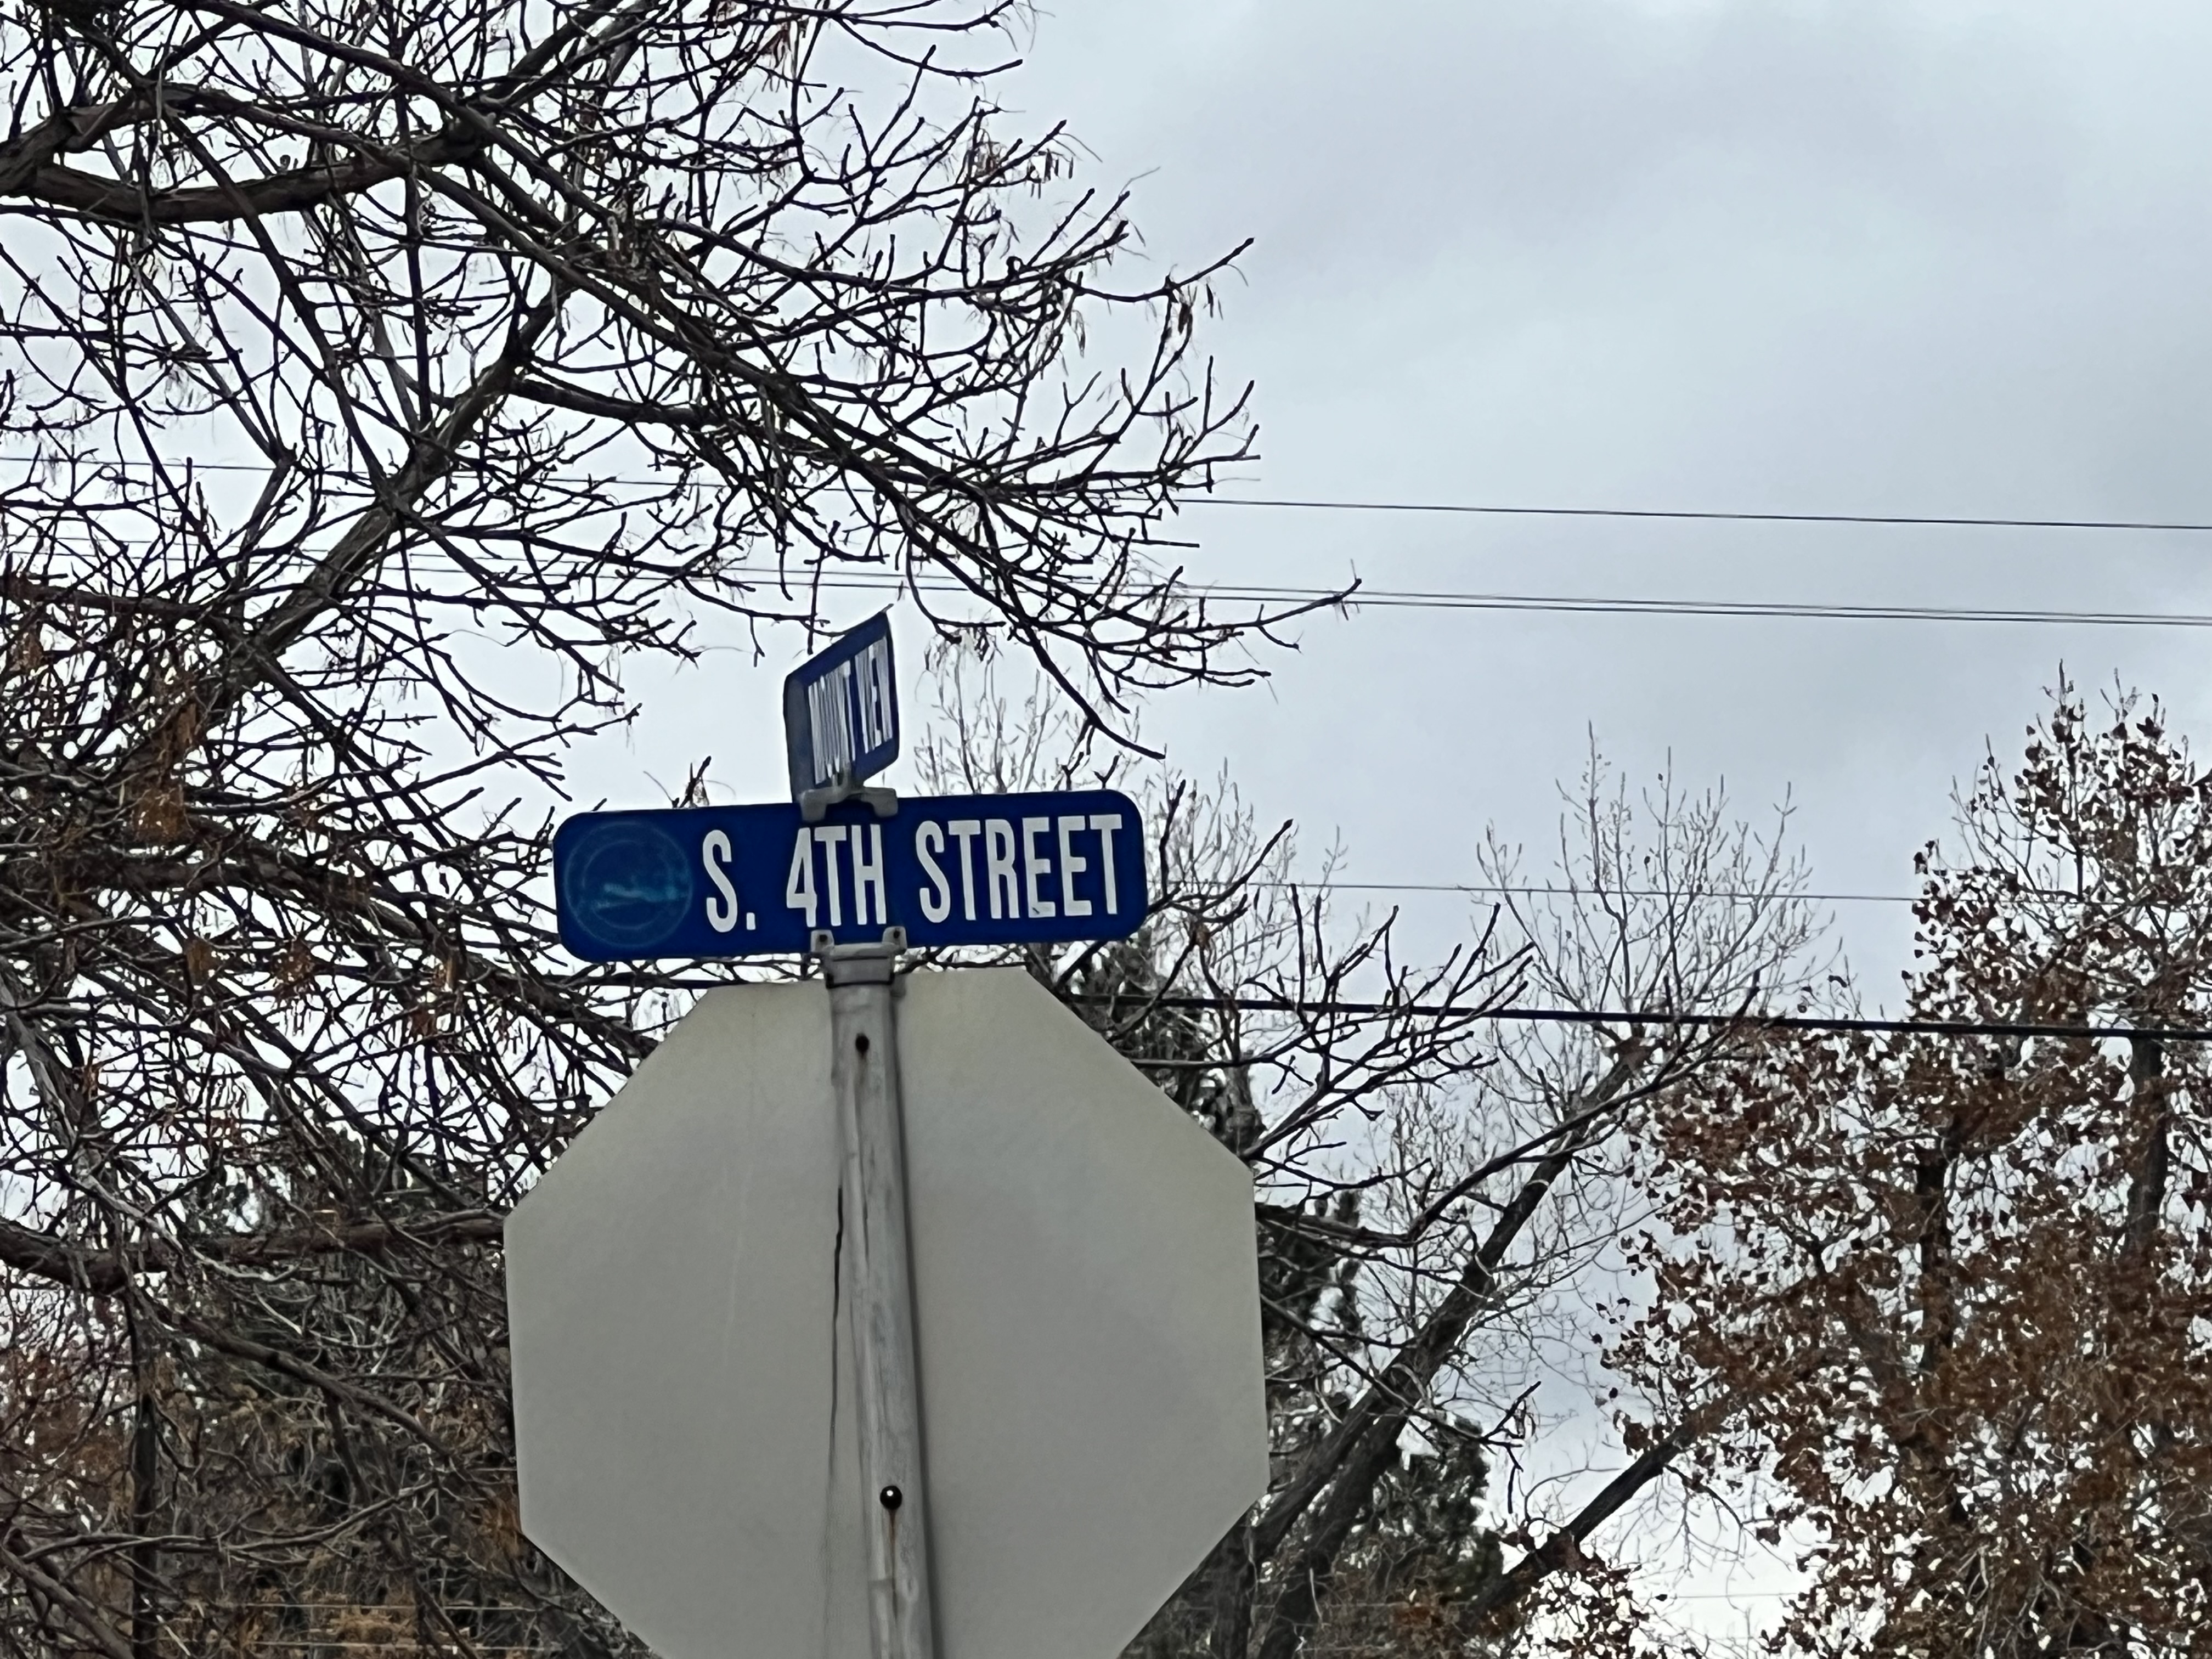 MOUNT VIEW
S. 4TH STREET